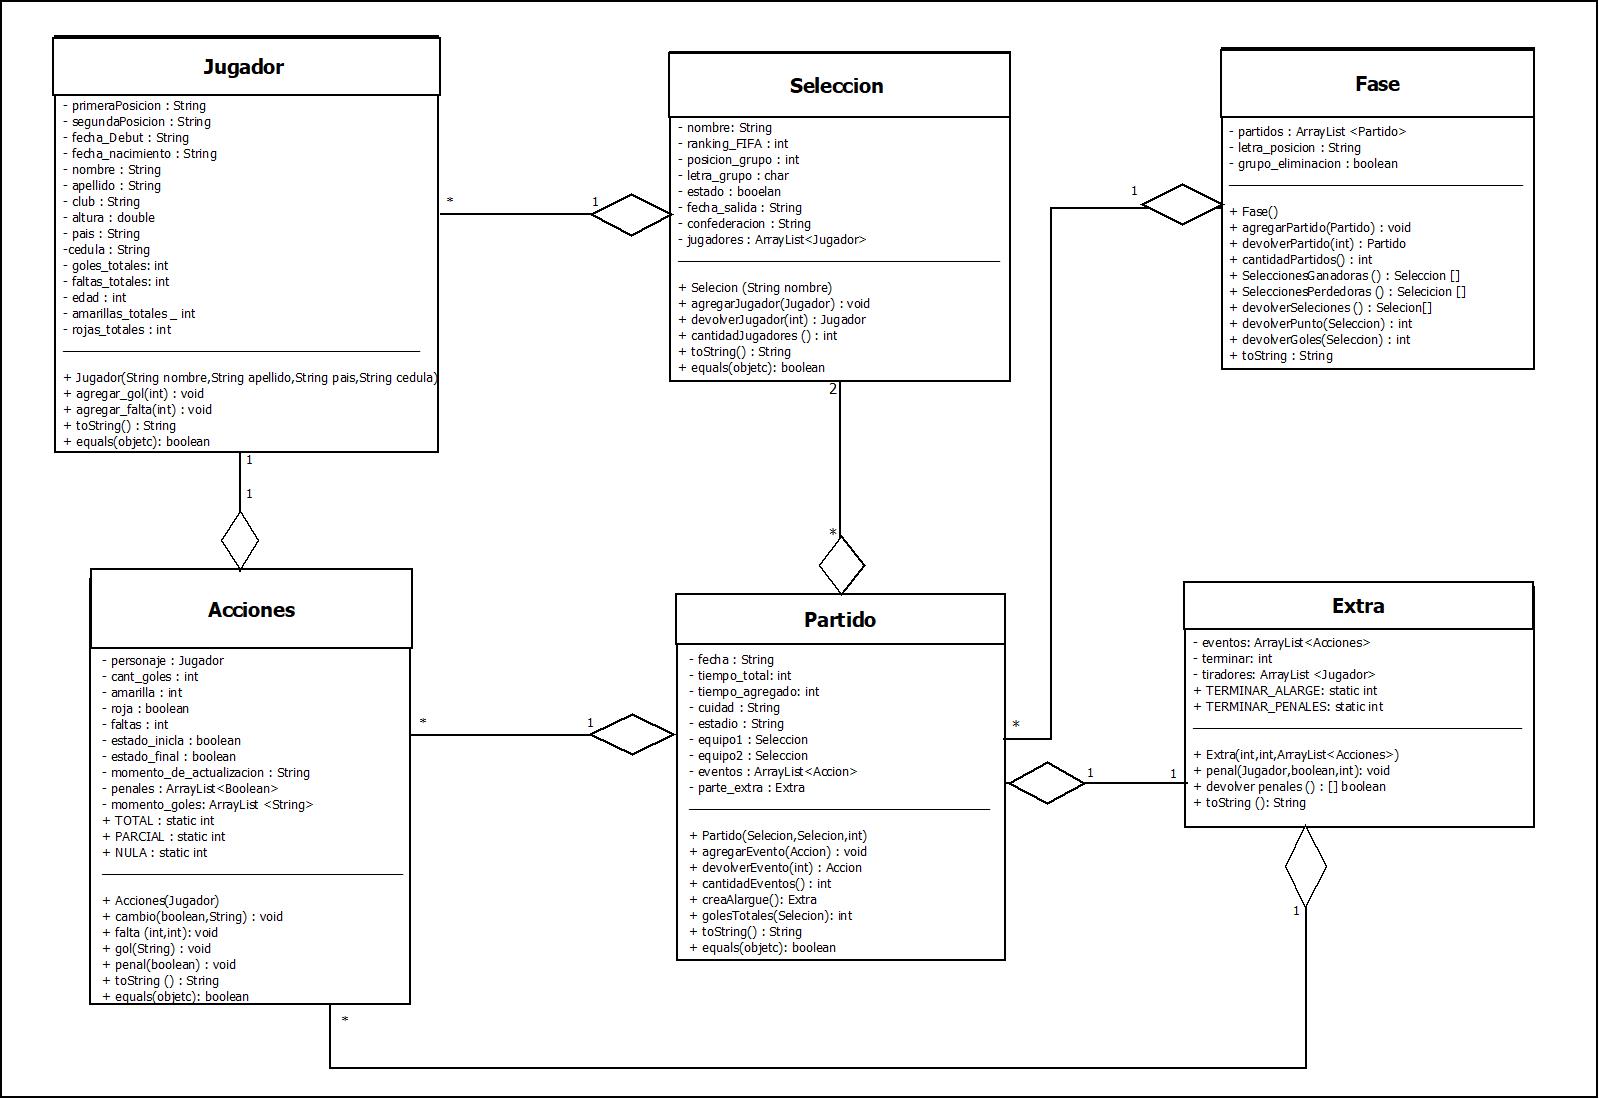 Jugador
- primeraPosicion : String
- segundaPosicion : String
- fecha_Debut : String
- fecha_nacimiento : String
- nombre : String
- apellido : String
- club : String
- altura : double
- pais : String
-cedula : String
- goles_totales: int
- faltas_totales: int
- edad : int
- amarillas_totales _ int
- rojas_totales : int
+ Jugador(String nombre,String apellido,String pais,String cedula)
+ agregar_gol(int) : void
+ agregar_falta(int) : void
+ toString() : String
+ equals(objetc): boolean
*
1
Seleccion
- nombre: String
- ranking_FIFA : int
- posicion_grupo : int
- letra_grupo : char
- estado : booelan
- fecha_salida : String
- confederacion : String
- jugadores : ArrayList<Jugador>
+ Selecion (String nombre)
+ agregarJugador(Jugador) : void
+ devolverJugador(int) : Jugador
+ cantidadJugadores () : int
+ toString() : String
+ equals(objetc): boolean
1
Fase
- partidos : ArrayList <Partido>
- letra_posicion : String
- grupo_eliminacion : boolean
+ Fase()
+ agregarPartido(Partido) : void
+ devolverPartido(int) : Partido
+ cantidadPartidos() : int
+ SeleccionesGanadoras () : Seleccion []
+ SeleccionesPerdedoras () : Selecicion []
+ devolverSeleciones () : Selecion[]
+ devolverPunto(Seleccion) : int
+ devolverGoles(Seleccion) : int
+ toString : String
1
1
2
*
Acciones
- personaje : Jugador
- cant_goles : int
- amarilla : int
- roja : boolean
- faltas : int
- estado_inicla : boolean
- estado_final : boolean
- momento_de_actualizacion : String
- penales : ArrayList<Boolean>
- momento_goles: ArrayList <String>
+ TOTAL : static int
+ PARCIAL : static int
+ NULA : static int
+ Acciones(Jugador)
+ cambio(boolean,String) : void
+ falta (int,int): void
+ gol(String) : void
+ penal(boolean) : void
+ toString () : String
+ equals(objetc): boolean
*
1
Partido
- fecha : String
- tiempo_total: int
- tiempo_agregado: int
- cuidad : String
- estadio : String
- equipo1 : Seleccion
- equipo2 : Seleccion
- eventos : ArrayList<Accion>
- parte_extra : Extra
+ Partido(Selecion,Selecion,int)
+ agregarEvento(Accion) : void
+ devolverEvento(int) : Accion
+ cantidadEventos() : int
+ creaAlargue(): Extra
+ golesTotales(Selecion): int
+ toString() : String
+ equals(objetc): boolean
*
1
1
Extra
- eventos: ArrayList<Acciones>
- terminar: int
- tiradores: ArrayList <Jugador>
+ TERMINAR_ALARGE: static int
+ TERMINAR_PENALES: static int
+ Extra(int,int,ArrayList<Acciones>)
+ penal(Jugador,boolean,int): void
+ devolver penales () : [] boolean
+ toString (): String
1
*